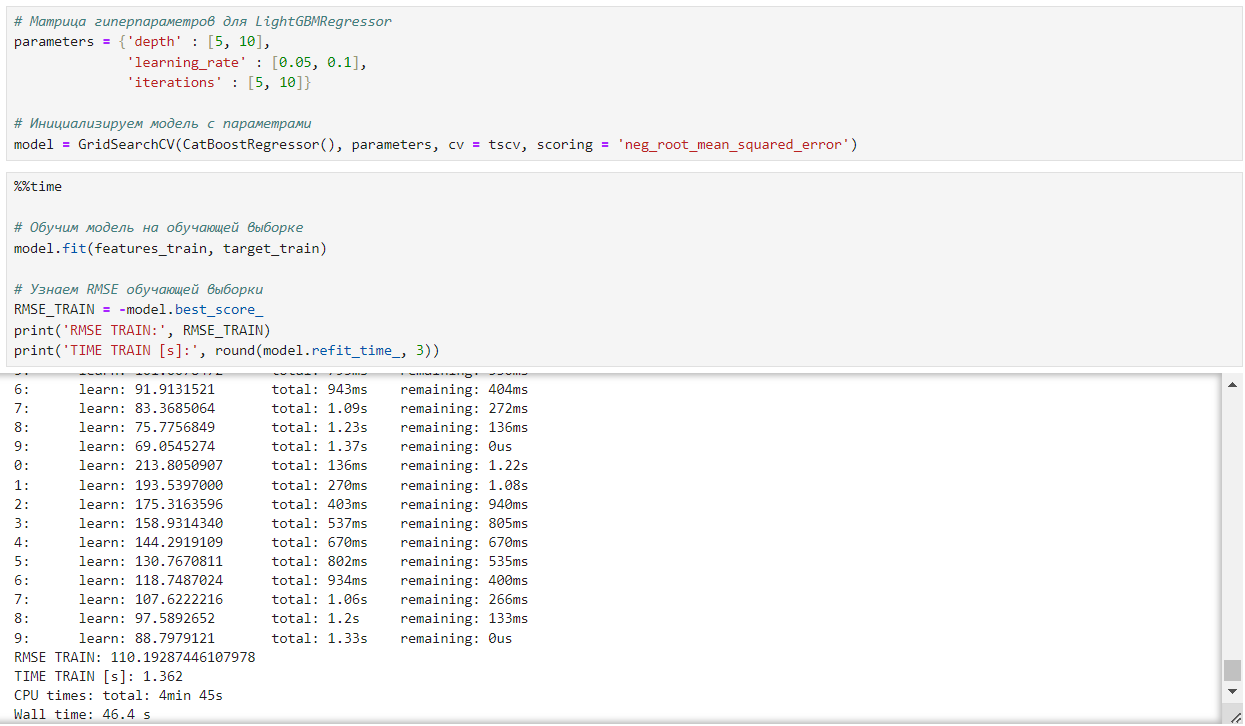 # Матрица гиперпараметров для LightGBMRegressor
parameters = {'depth' : [5, 10],
'learning_rate' : [0.05, 0.1],
'iterations' : [5, 10]}
# Инициализируем модель с параметрами
model = GridSearchCV(CatBoostRegressor(), parameters, cv = tscv, scoring = 'neg_root_mean_squared_error')
%%time
# Обучим модель на обучающей выборке
model.fit(features_train, target_train)
# Узнаем RMSE обучающей выборки
RMSE_TRAIN = -model.best_score_
print('RMSE TRAIN:', RMSE_TRAIN)
print('TIME TRAIN [s]:', round(model.refit_time_, 3))
6: learn: 91.9131521 total: 943ms remaining: 404ms
7: learn: 83.3685064 total: 1.09s remaining: 272ms
8: learn: 75.7756849 total: 1.23s remaining: 136ms
9: learn: 69.0545274 total: 1.37s remaining: 0us
0: learn: 213.8050907 total: 136ms remaining: 1.22s
1: learn: 193.5397000 total: 270ms remaining: 1.08s
2: learn: 175.3163596 total: 403ms remaining: 940ms
3: learn: 158.9314340 total: 537ms remaining: 805ms
4: learn: 144.2919109 total: 670ms remaining: 670ms
5: learn: 130.7670811 total: 802ms remaining: 535ms
6: learn: 118.7487024 total: 934ms remaining: 400ms
7: learn: 107.6222216 total: 1.06s remaining: 266ms
8: learn: 97.5892652 total: 1.2s remaining: 133ms
9: learn: 88.7979121 total: 1.33s remaining: 0us
RMSE TRAIN: 110.19287446107978
TIME TRAIN [s]: 1.362
CPU times: total: 4min 45s
Wall time: 46.4 s